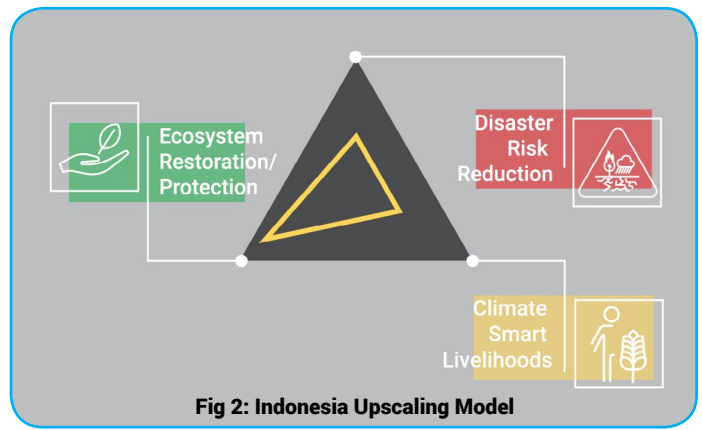 Ecosystem
Restoration/
Protection
Disaster
Risk
Reduction
Climate
Smart
Livelihoods
Fig 2: Indonesia Upscaling Model